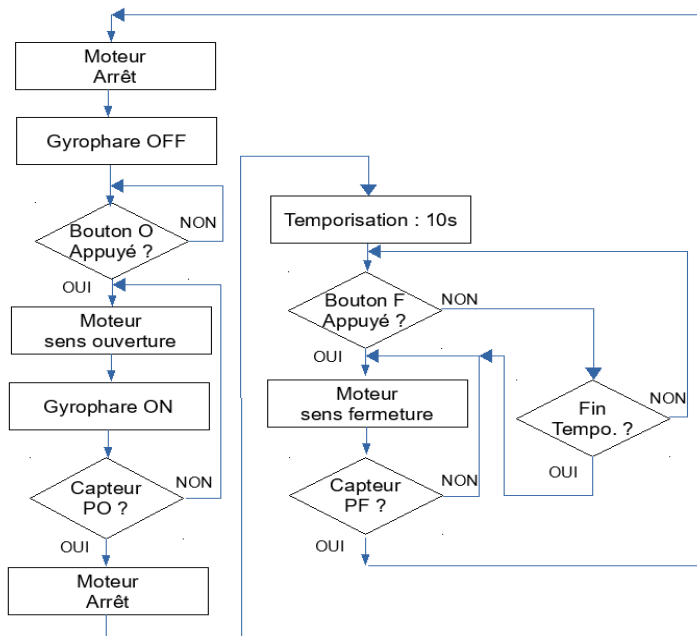 Moteur
Arrêt
Gyrophare OFF
Bouton O
Appuyé ?
NON
OUI
Moteur
sens ouverture
Gyrophare ON
Capteur
PO ?
NON
OUI
Moteur
Arrêt
Temporisation : 10s
Bouton F
Appuyé ?
NON
OUI
Moteur
sens fermeture
Fin
Tempo. ?
NON
OUI
Capteur
PF ?
NON
OUI